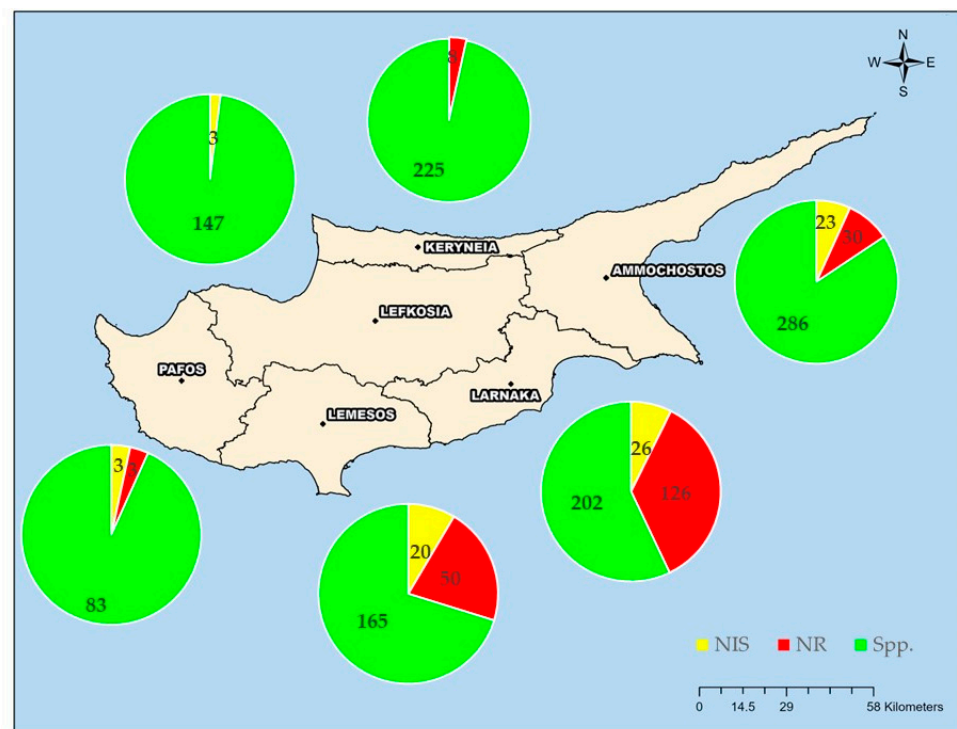 N
W E
S
8
225
3
147
23
30
286
KERYNEIA
AMMOCHOSTOS
LEFKOSIA
PAFOS
LARNAKA
LEMESOS
26
126
202
3
3
83
20
50
165
NIS NR Spp.
0 14.5 29 58 Kilometers